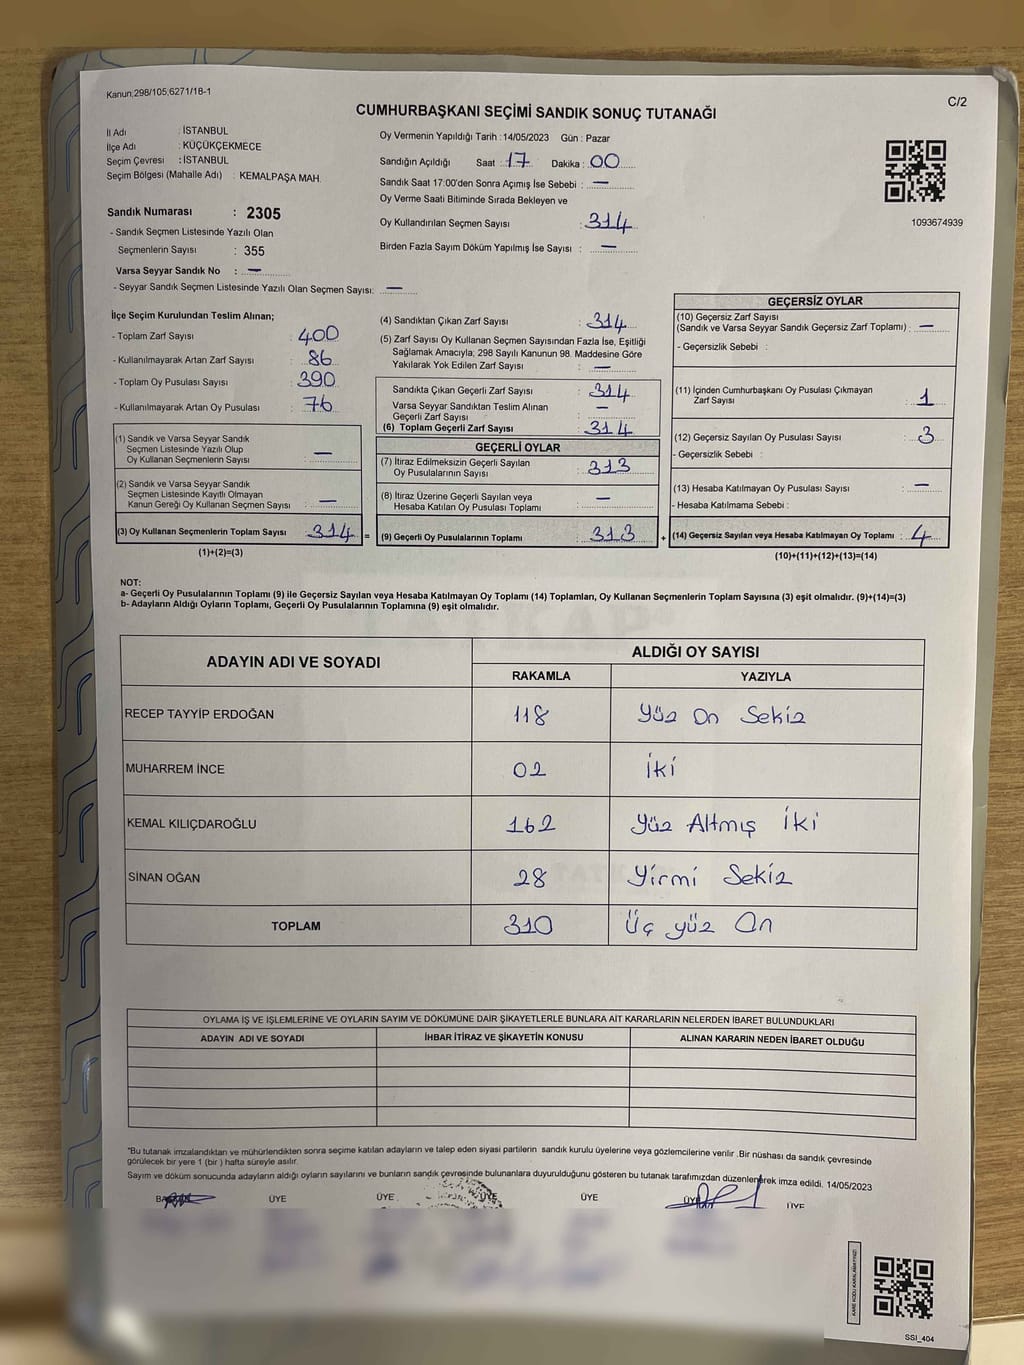 Kanun;298/105;6271/18-1
C/2
CUMHURBAŞKANI SEÇİMİ SANDIK SONUÇ TUTANAĞI
İl Adı : İSTANBUL
İlçe Adı : KÜÇÜKÇEKMECE
Seçim Çevresi : İSTANBUL
Seçim Bölgesi (Mahalle Adı) : KEMALPAŞA MAH.
Oy Vermenin Yapıldığı Tarih : 14/05/2023 Gün : Pazar
Sandığın Açıldığı Saat : 17 Dakika : 00
Sandık Saat 17:00'den Sonra Açımış İse Sebebi : —
Oy Verme Saati Bitiminde Sırada Bekleyen ve
Oy Kullandırılan Seçmen Sayısı : 314
Birden Fazla Sayım Döküm Yapılmış İse Sayısı : —
1093674939
Sandık Numarası : 2305
- Sandık Seçmen Listesinde Yazılı Olan
Seçmenlerin Sayısı : 355
Varsa Seyyar Sandık No : —
- Seyyar Sandık Seçmen Listesinde Yazılı Olan Seçmen Sayısı: —
İlçe Seçim Kurulundan Teslim Alınan;
- Toplam Zarf Sayısı : 400
- Kullanılmayarak Artan Zarf Sayısı : 86
- Toplam Oy Pusulası Sayısı : 390
- Kullanılmayarak Artan Oy Pusulası : 76
(1) Sandık ve Varsa Seyyar Sandık
Seçmen Listesinde Yazılı Olup
Oy Kullanan Seçmenlerin Sayısı : —
(2) Sandık ve Varsa Seyyar Sandık
Seçmen Listesinde Kayıtlı Olmayan
Kanun Gereği Oy Kullanan Seçmen Sayısı : —
(3) Oy Kullanan Seçmenlerin Toplam Sayısı : 314 =
(1)+(2)=(3)
(4) Sandıktan Çıkan Zarf Sayısı : 314
(5) Zarf Sayısı Oy Kullanan Seçmen Sayısından Fazla İse, Eşitliği
Sağlamak Amacıyla; 298 Sayılı Kanunun 98. Maddesine Göre
Yakılarak Yok Edilen Zarf Sayısı : —
Sandıkta Çıkan Geçerli Zarf Sayısı : 314
Varsa Seyyar Sandıktan Teslim Alınan
Geçerli Zarf Sayısı : —
(6) Toplam Geçerli Zarf Sayısı : 314
GEÇERLİ OYLAR
(7) İtiraz Edilmeksizin Geçerli Sayılan
Oy Pusulalarının Sayısı : 313
(8) İtiraz Üzerine Geçerli Sayılan veya
Hesaba Katılan Oy Pusulası Toplamı : —
(9) Geçerli Oy Pusulalarının Toplamı : 313 +
GEÇERSİZ OYLAR
(10) Geçersiz Zarf Sayısı
(Sandık ve Varsa Seyyar Sandık Geçersiz Zarf Toplamı) : —
- Geçersizlik Sebebi :
(11) İçinden Cumhurbaşkanı Oy Pusulası Çıkmayan
Zarf Sayısı : 1
(12) Geçersiz Sayılan Oy Pusulası Sayısı : 3
- Geçersizlik Sebebi :
(13) Hesaba Katılmayan Oy Pusulası Sayısı : —
- Hesaba Katılmama Sebebi :
(14) Geçersiz Sayılan veya Hesaba Katılmayan Oy Toplamı : 4
(10)+(11)+(12)+(13)=(14)
NOT:
a- Geçerli Oy Pusulalarının Toplamı (9) ile Geçersiz Sayılan veya Hesaba Katılmayan Oy Toplamı (14) Toplamları, Oy Kullanan Seçmenlerin Toplam Sayısına (3) eşit olmalıdır. (9)+(14)=(3)
b- Adayların Aldığı Oyların Toplamı, Geçerli Oy Pusulalarının Toplamına (9) eşit olmalıdır.
ADAYIN ADI VE SOYADI
ALDIĞI OY SAYISI
RAKAMLA YAZIYLA
RECEP TAYYİP ERDOĞAN 118 Yüz On Sekiz
MUHARREM İNCE 02 İki
KEMAL KILIÇDAROĞLU 162 Yüz Altmış İki
SİNAN OĞAN 28 Yirmi Sekiz
TOPLAM 310 Üç yüz On
OYLAMA İŞ VE İŞLEMLERİNE VE OYLARIN SAYIM VE DÖKÜMÜNE DAİR ŞİKAYETLERLE BUNLARA AİT KARARLARIN NELERDEN İBARET BULUNDUKLARI
ADAYIN ADI VE SOYADI İHBAR İTİRAZ VE ŞİKAYETİN KONUSU ALINAN KARARIN NEDEN İBARET OLDUĞU
*Bu tutanak imzalandıktan ve mühürlendikten sonra seçime katılan adayların ve talep eden siyasi partilerin sandık kurulu üyelerine veya gözlemcilerine verilir .Bir nüshası da sandık çevresinde
görülecek bir yere 1 (bir ) hafta süreyle asılır.
Sayım ve döküm sonucunda adayların aldığı oyların sayılarını ve bunların sandık çevresinde bulunanlara duyurulduğunu gösteren bu tutanak tarafımızdan düzenlenerek imza edildi. 14/05/2023
ÜYE ÜYE ÜYE ÜYE ÜYE ÜYE
SSI_404